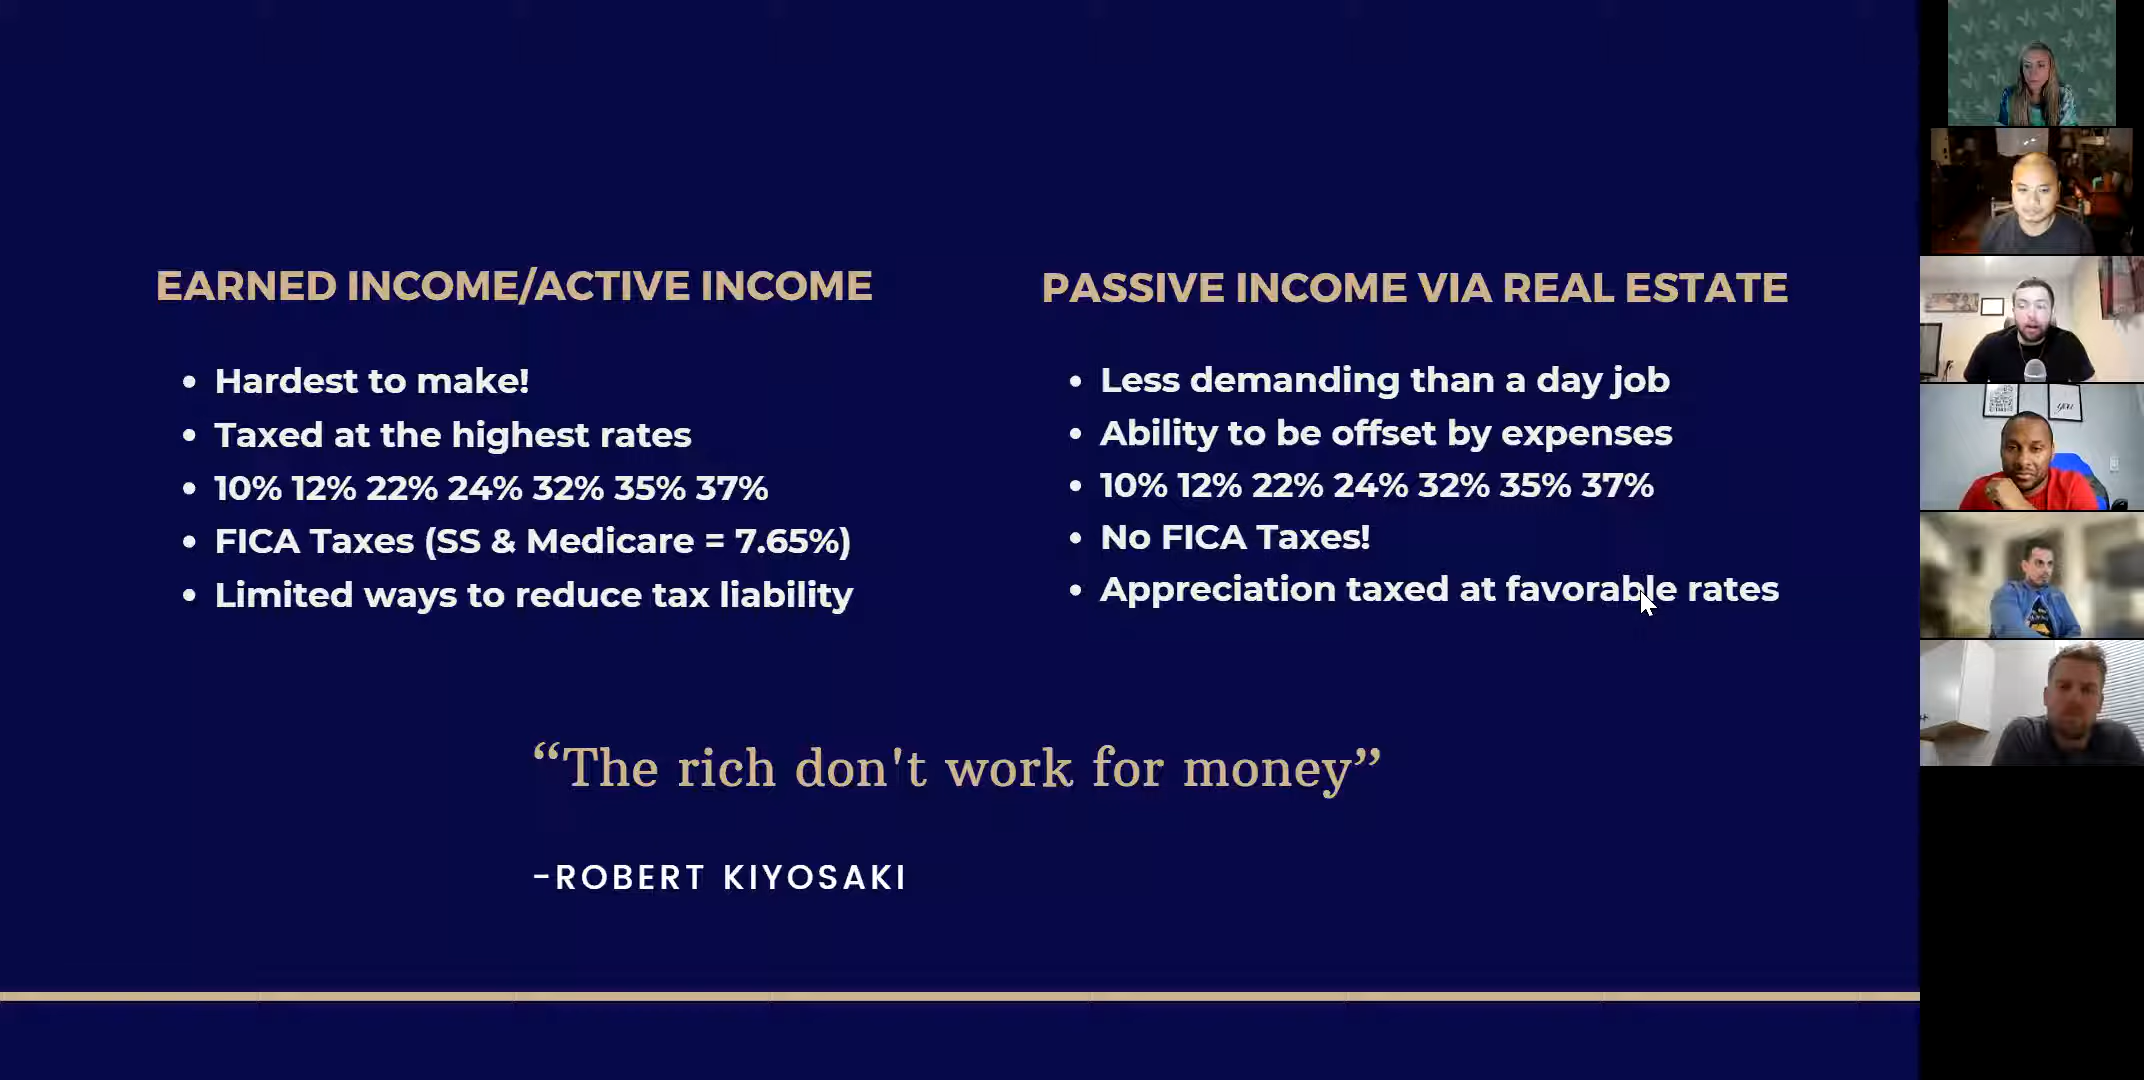 EARNED INCOME/ACTIVE INCOME
• Hardest to make!
• Taxed at the highest rates
• 10% 12% 22% 24% 32% 35% 37%
• FICA Taxes (SS & Medicare = 7.65%)
• Limited ways to reduce tax liability
PASSIVE INCOME VIA REAL ESTATE
• Less demanding than a day job
• Ability to be offset by expenses
• 10% 12% 22% 24% 32% 35% 37%
• No FICA Taxes!
• Appreciation taxed at favorable rates
“The rich don't work for money”
-ROBERT KIYOSAKI
you